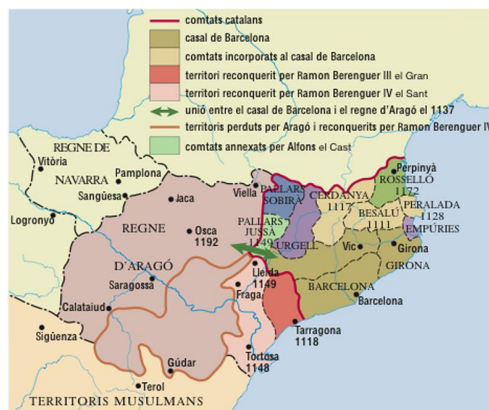 comtats catalans
casal de Barcelona
comtats incorporats al casal de Barcelona
territori reconquerit per Ramon Berenguer III el Gran
territori reconquerit per Ramon Berenguer IV el Sant
unió entre el casal de Barcelona i el regne d'Aragó el 1137
territoris perduts per Aragó i reconquerits per Ramon Berenguer IV
comtats annexats per Alfons el Cast
REGNE DE
NAVARRA
Vitòria
Pamplona
Sangüesa
Logronyo
Jaca
Viella
PALLARS
SOBIRÀ
CERDANYA
1117
Perpinyà
ROSSELLÓ
1172
PERALADA
1128
EMPÚRIES
BESALÚ
1111
REGNE
D'ARAGÓ
Osca
1192
PALLARS
JUSSÀ
1149
URGELL
Vic
Girona
GIRONA
Saragossa
Lleida
1149
Fraga
BARCELONA
Barcelona
Calataiud
Tarragona
1118
Sigüenza
Gúdar
Tortosa
1148
Terol
TERRITORIS MUSULMANS